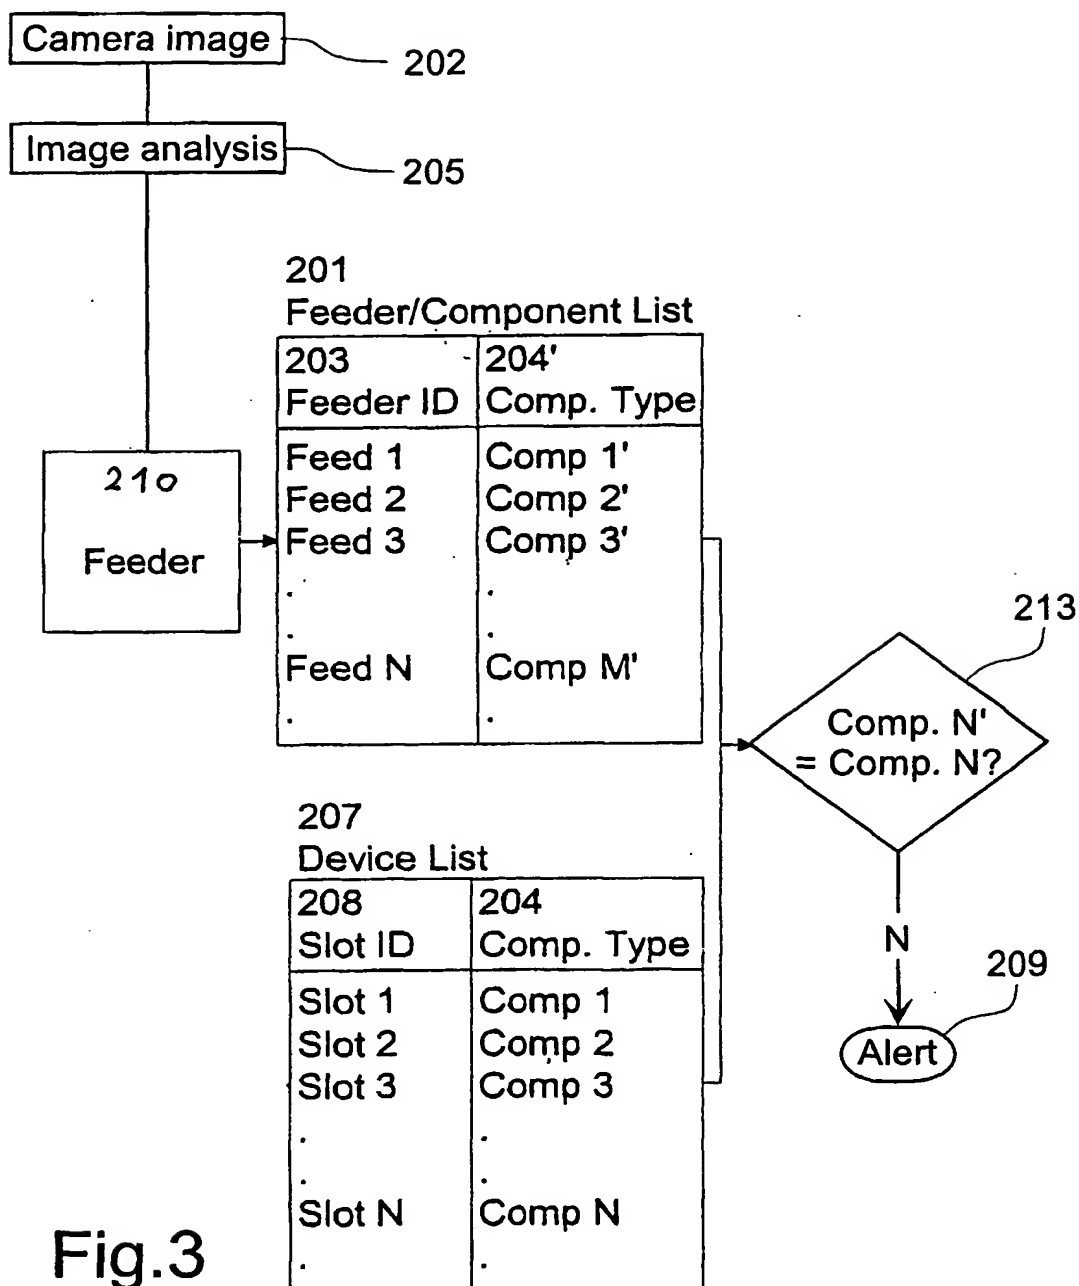 Camera image
202
Image analysis
205
201
Feeder/Component List
203 204'
Feeder ID Comp. Type
210
Feeder
Feed 1 Comp 1'
Feed 2 Comp 2'
Feed 3 Comp 3'
. .
. .
Feed N Comp M'
. .
213
Comp. N'
= Comp. N?
N
209
Alert
207
Device List
208 204
Slot ID Comp. Type
Slot 1 Comp 1
Slot 2 Comp 2
Slot 3 Comp 3
. .
. .
Slot N Comp N
. .
Fig.3